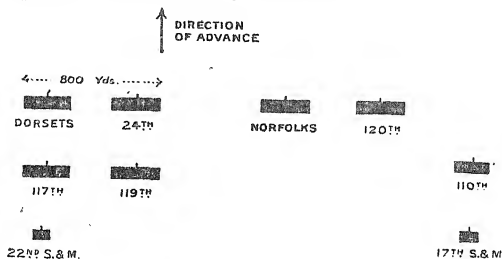 DIRECTION
OF ADVANCE
800 Yds.
DORSETS 24TH NORFOLKS 120TH
117TH 119TH 110TH
22ND S.& M. 17TH S.& M.